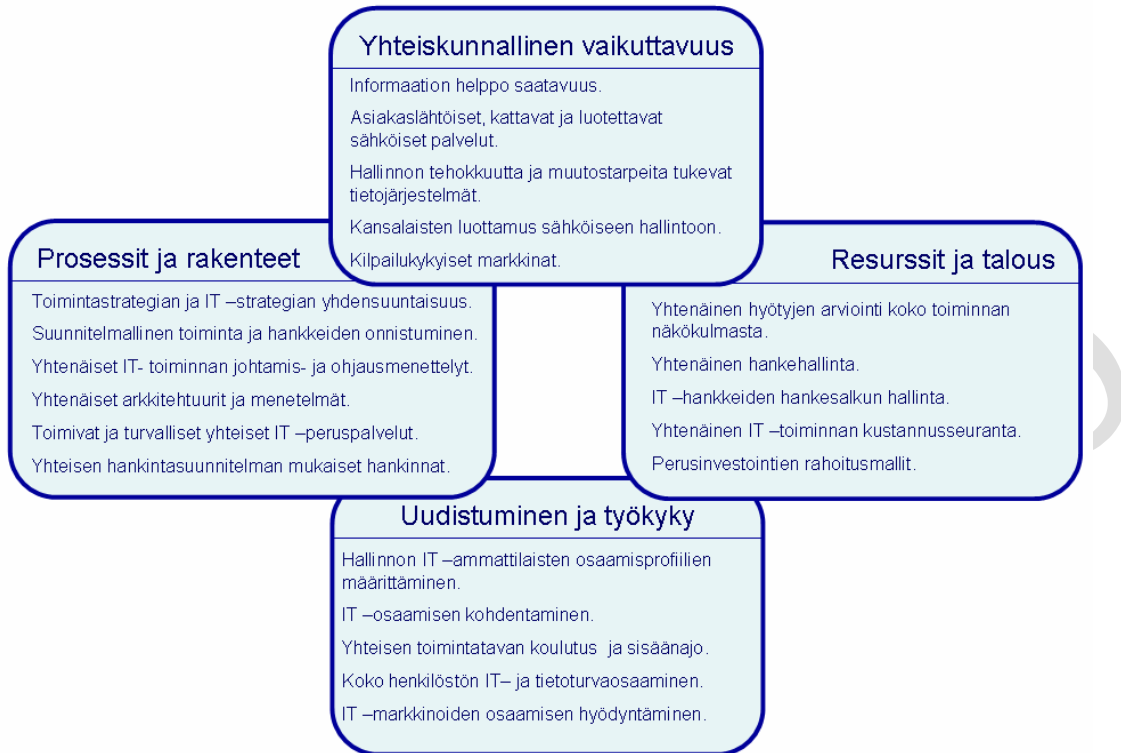 Yhteiskunnallinen vaikuttavuus
Informaation helppo saatavuus.
Asiakaslähtöiset, kattavat ja luotettavat
sähköiset palvelut.
Hallinnon tehokkuutta ja muutostarpeita tukevat
tietojärjestelmät.
Kansalaisten luottamus sähköiseen hallintoon.
Kilpailukykyiset markkinat.
Prosessit ja rakenteet
Toimintastrategian ja IT –strategian yhdensuuntaisuus.
Suunnitelmallinen toiminta ja hankkeiden onnistuminen.
Yhtenäiset IT- toiminnan johtamis- ja ohjausmenettelyt.
Yhtenäiset arkkitehtuurit ja menetelmät.
Toimivat ja turvalliset yhteiset IT –peruspalvelut.
Yhteisen hankintasuunnitelman mukaiset hankinnat.
Resurssit ja talous
Yhtenäinen hyötyjen arviointi koko toiminnan
näkökulmasta.
Yhtenäinen hankehallinta.
IT –hankkeiden hankesalkun hallinta.
Yhtenäinen IT –toiminnan kustannusseuranta.
Perusinvestointien rahoitusmallit.
Uudistuminen ja työkyky
Hallinnon IT –ammattilaisten osaamisprofiilien
määrittäminen.
IT –osaamisen kohdentaminen.
Yhteisen toimintatavan koulutus ja sisäänajo.
Koko henkilöstön IT– ja tietoturvaosaaminen.
IT –markkinoiden osaamisen hyödyntäminen.